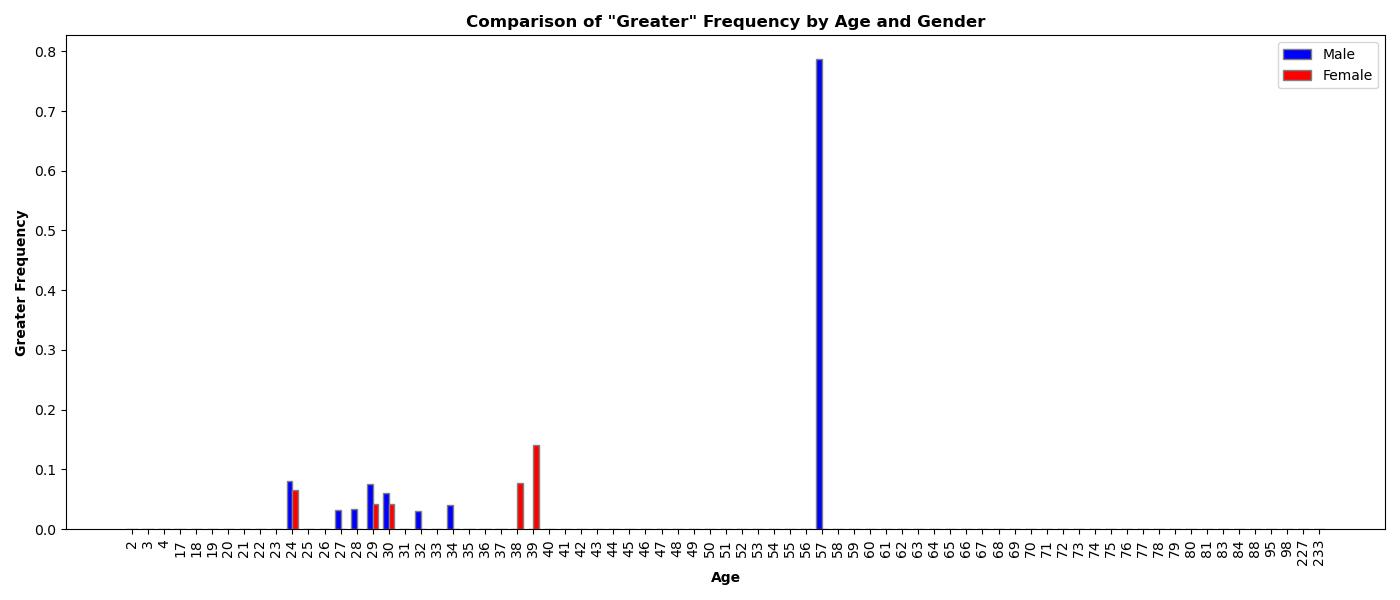 Comparison of "Greater" Frequency by Age and Gender
Male
Female
Greater Frequency
0.8
0.7
0.6
0.5
0.4
0.3
0.2
0.1
0.0
2 3 4 17 18 19 20 21 22 23 24 25 26 27 28 29 30 31 32 33 34 35 36 37 38 39 40 41 42 43 44 45 46 47 48 49 50 51 52 53 54 55 56 57 58 59 60 61 62 63 64 65 66 67 68 69 70 71 72 73 74 75 76 77 78 79 80 81 83 84 88 95 98 227 233
Age